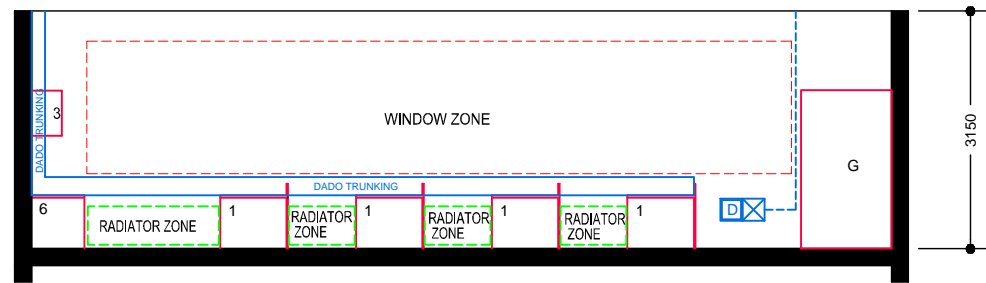 DADO TRUNKING
3
WINDOW ZONE
G
3150
DADO TRUNKING
6
RADIATOR ZONE
1
RADIATOR
ZONE
1
RADIATOR
ZONE
1
RADIATOR
ZONE
1
D